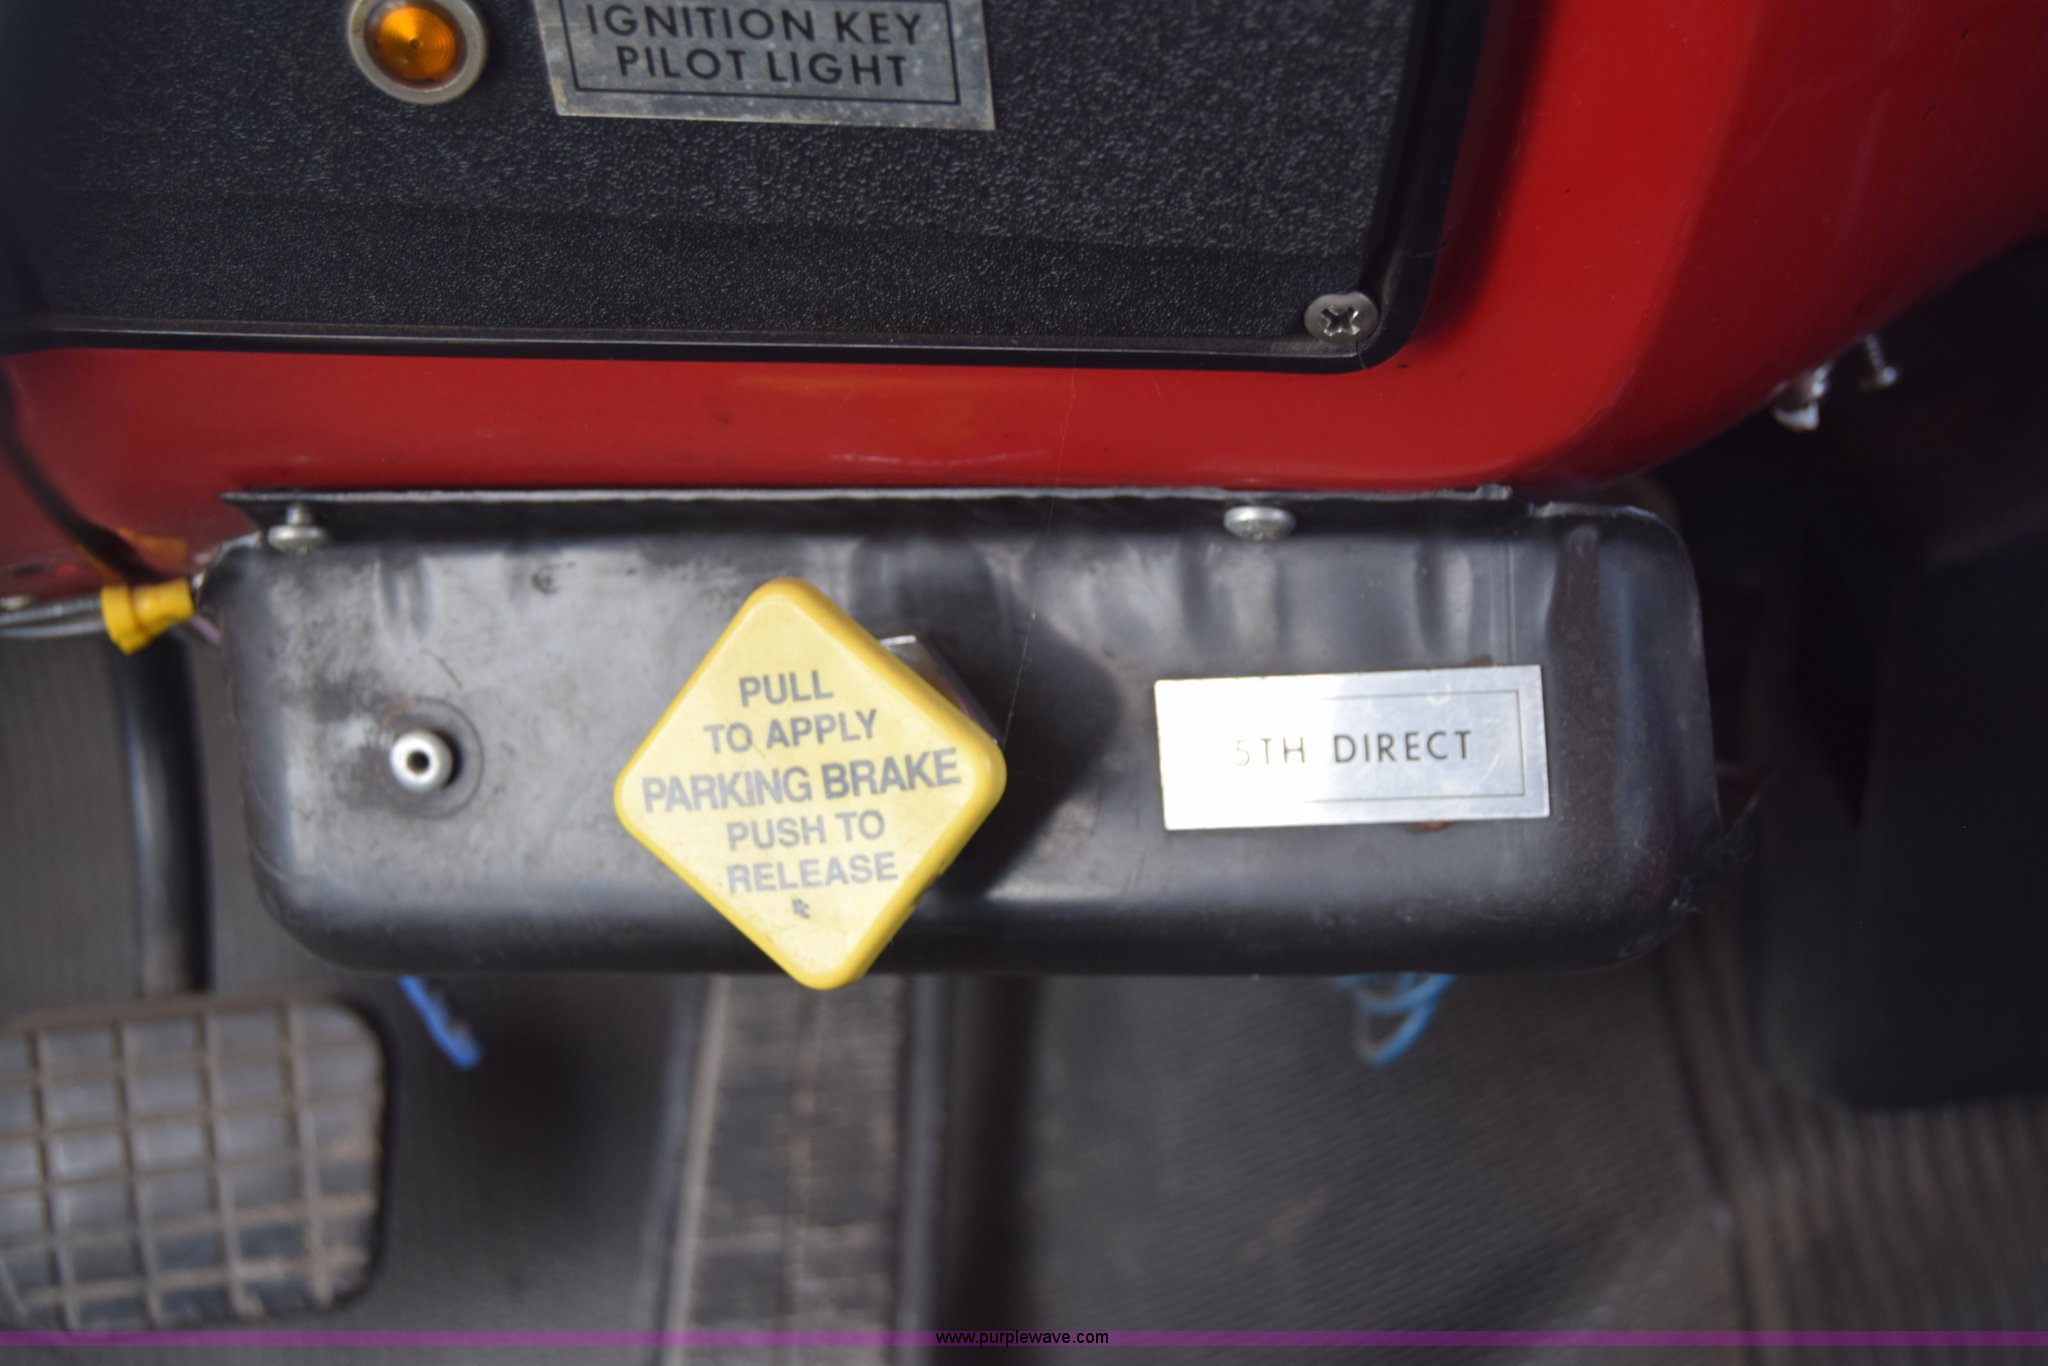 IGNITION KEY
PILOT LIGHT
PULL
TO APPLY
PARKING BRAKE
PUSH TO
RELEASE
5TH DIRECT
www.purplewave.com